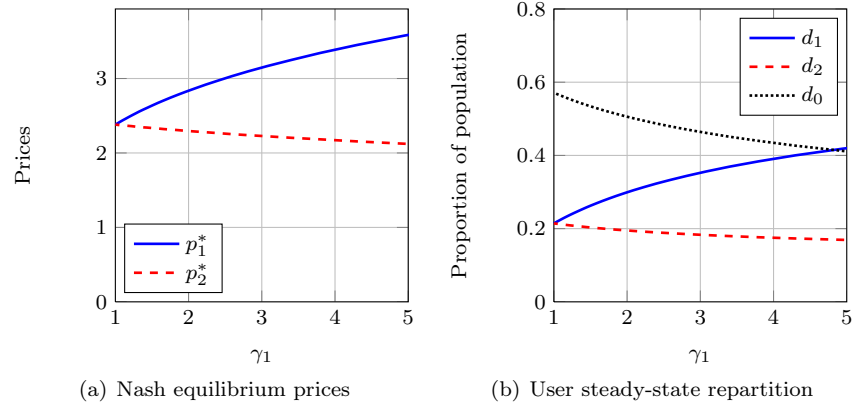 Prices
3
2
1
0
p₁*
p₂*
1 2 3 4 5
γ₁
(a) Nash equilibrium prices
Proportion of population
0.8
0.6
0.4
0.2
0
d₁
d₂
d₀
1 2 3 4 5
γ₁
(b) User steady-state repartition